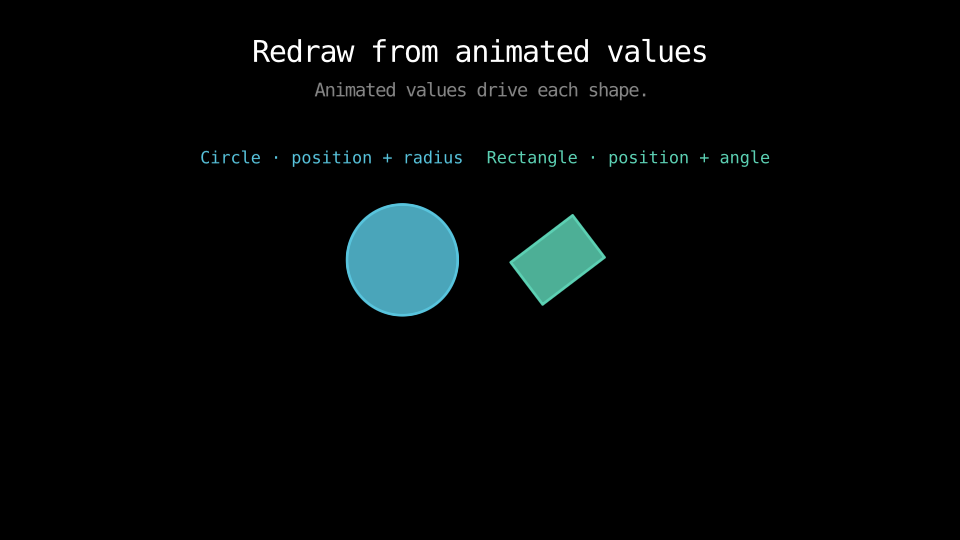 Redraw from animated values
Animated values drive each shape.
Circle · position + radius
Rectangle · position + angle